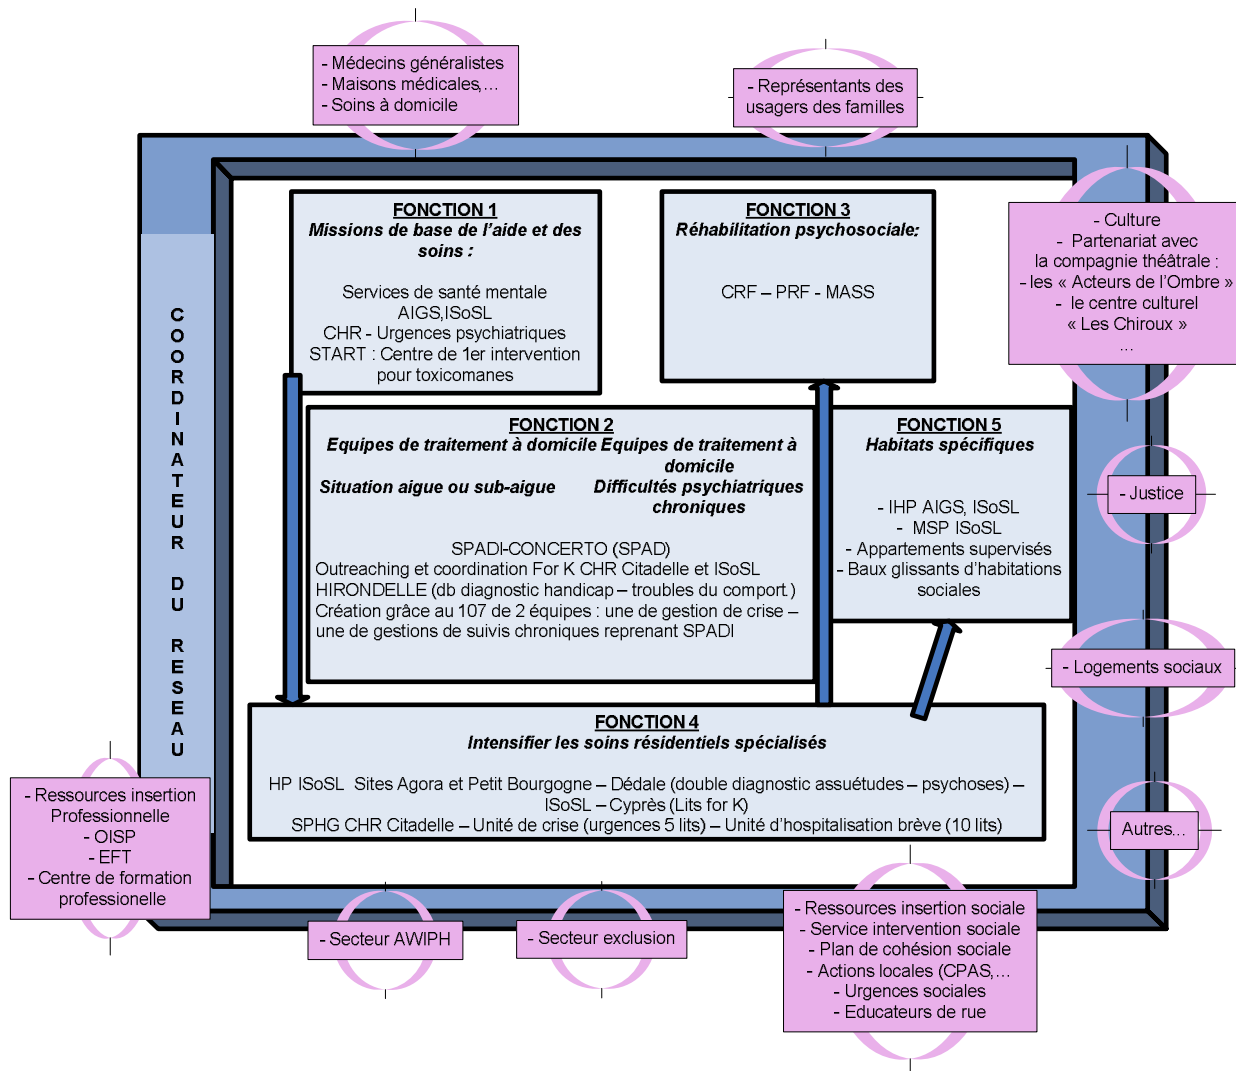 - Médecins généralistes
- Maisons médicales,...
- Soins à domicile
- Représentants des
usagers des familles
- Culture
- Partenariat avec
la compagnie théâtrale :
- les « Acteurs de l'Ombre »
- le centre culturel
« Les Chiroux »
...
COORDINATEUR DU RESEAU
FONCTION 1
Missions de base de l'aide et des
soins :
Services de santé mentale
AIGS,ISoSL
CHR - Urgences psychiatriques
START : Centre de 1er intervention
pour toxicomanes
FONCTION 3
Réhabilitation psychosociale:
CRF – PRF - MASS
FONCTION 2
Equipes de traitement à domicile Equipes de traitement à
domicile
Situation aigue ou sub-aigue Difficultés psychiatriques
chroniques
SPADI-CONCERTO (SPAD)
Outreaching et coordination For K CHR Citadelle et ISoSL
HIRONDELLE (db diagnostic handicap – troubles du comport.)
Création grâce au 107 de 2 équipes : une de gestion de crise –
une de gestions de suivis chroniques reprenant SPADI
FONCTION 5
Habitats spécifiques
- IHP AIGS, ISoSL
- MSP ISoSL
- Appartements supervisés
- Baux glissants d'habitations
sociales
- Justice
- Logements sociaux
FONCTION 4
Intensifier les soins résidentiels spécialisés
HP ISoSL Sites Agora et Petit Bourgogne – Dédale (double diagnostic assuétudes – psychoses) –
ISoSL – Cyprès (Lits for K)
SPHG CHR Citadelle – Unité de crise (urgences 5 lits) – Unité d'hospitalisation brève (10 lits)
- Ressources insertion
Professionnelle
- OISP
- EFT
- Centre de formation
professionelle
Autres...
- Secteur AWIPH
- Secteur exclusion
- Ressources insertion sociale
- Service intervention sociale
- Plan de cohésion sociale
- Actions locales (CPAS,...
- Urgences sociales
- Educateurs de rue